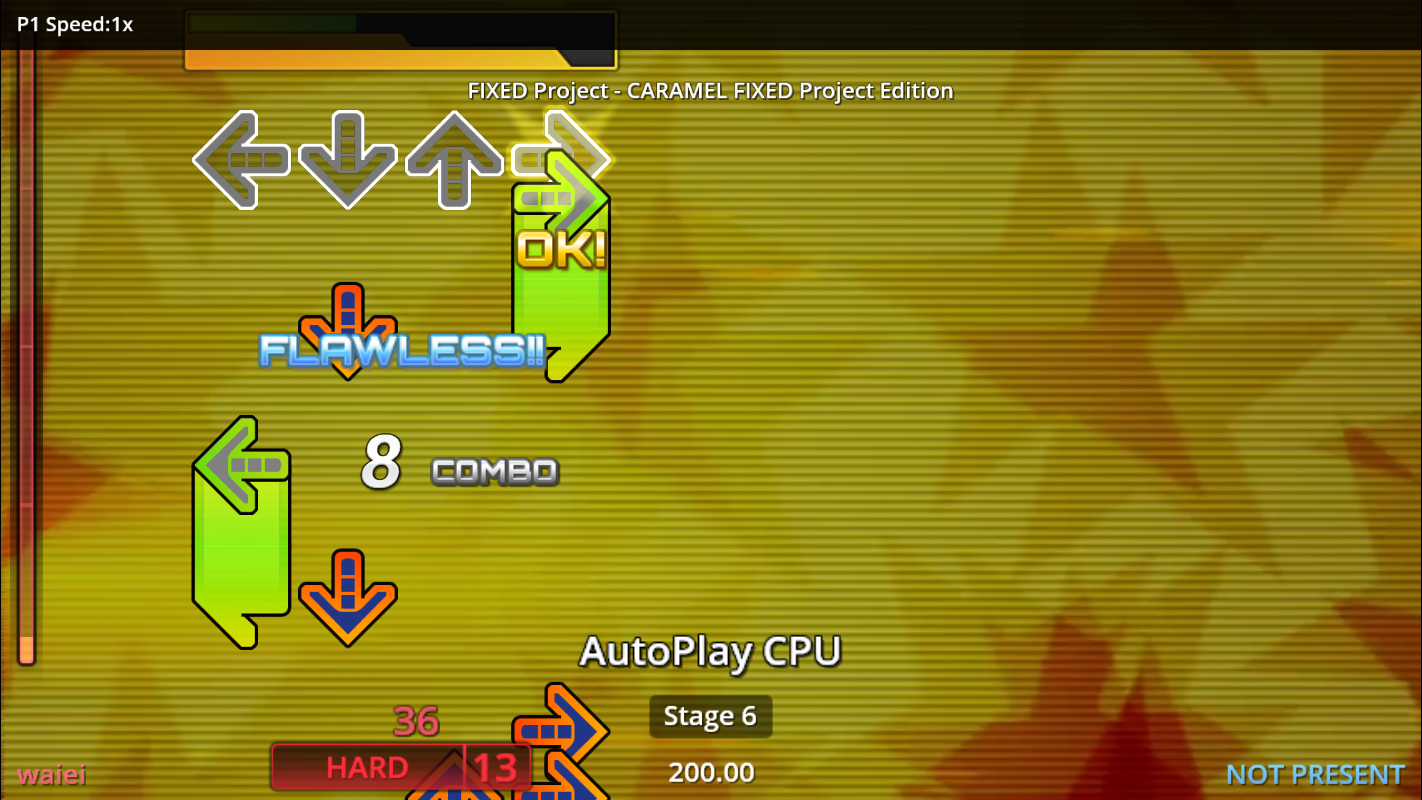 P1 Speed:1x
FIXED Project - CARAMEL FIXED Project Edition
OK!
FLAWLESS!!
8 COMBO
AutoPlay CPU
36
Stage 6
HARD 13
200.00
waiei
NOT PRESENT